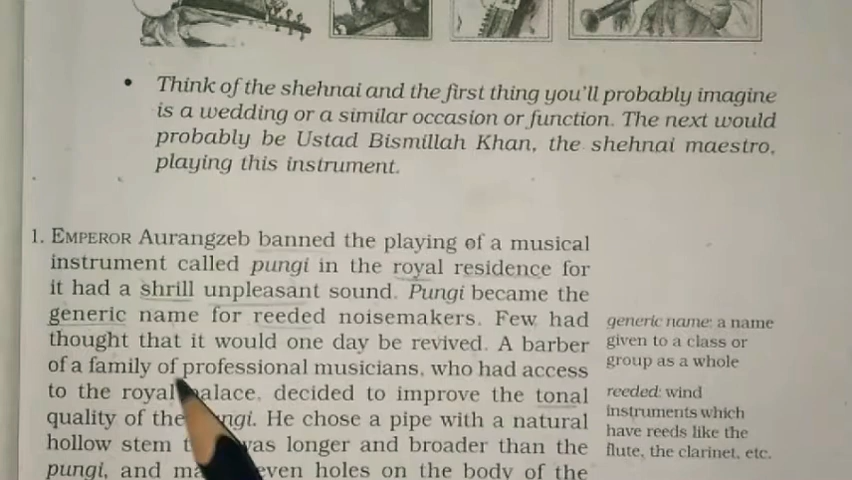 • Think of the shehnai and the first thing you'll probably imagine
is a wedding or a similar occasion or function. The next would
probably be Ustad Bismillah Khan, the shehnai maestro,
playing this instrument.
1. EMPEROR Aurangzeb banned the playing of a musical
instrument called pungi in the royal residence for
it had a shrill unpleasant sound. Pungi became the
generic name for reeded noisemakers. Few had
thought that it would one day be revived. A barber
of a family of professional musicians, who had access
to the royal palace, decided to improve the tonal
quality of the pungi. He chose a pipe with a natural
hollow stem was longer and broader than the
pungi, and holes on the body of the
generic name: a name
given to a class or
group as a whole
reeded: wind
instruments which
have reeds like the
flute, the clarinet, etc.